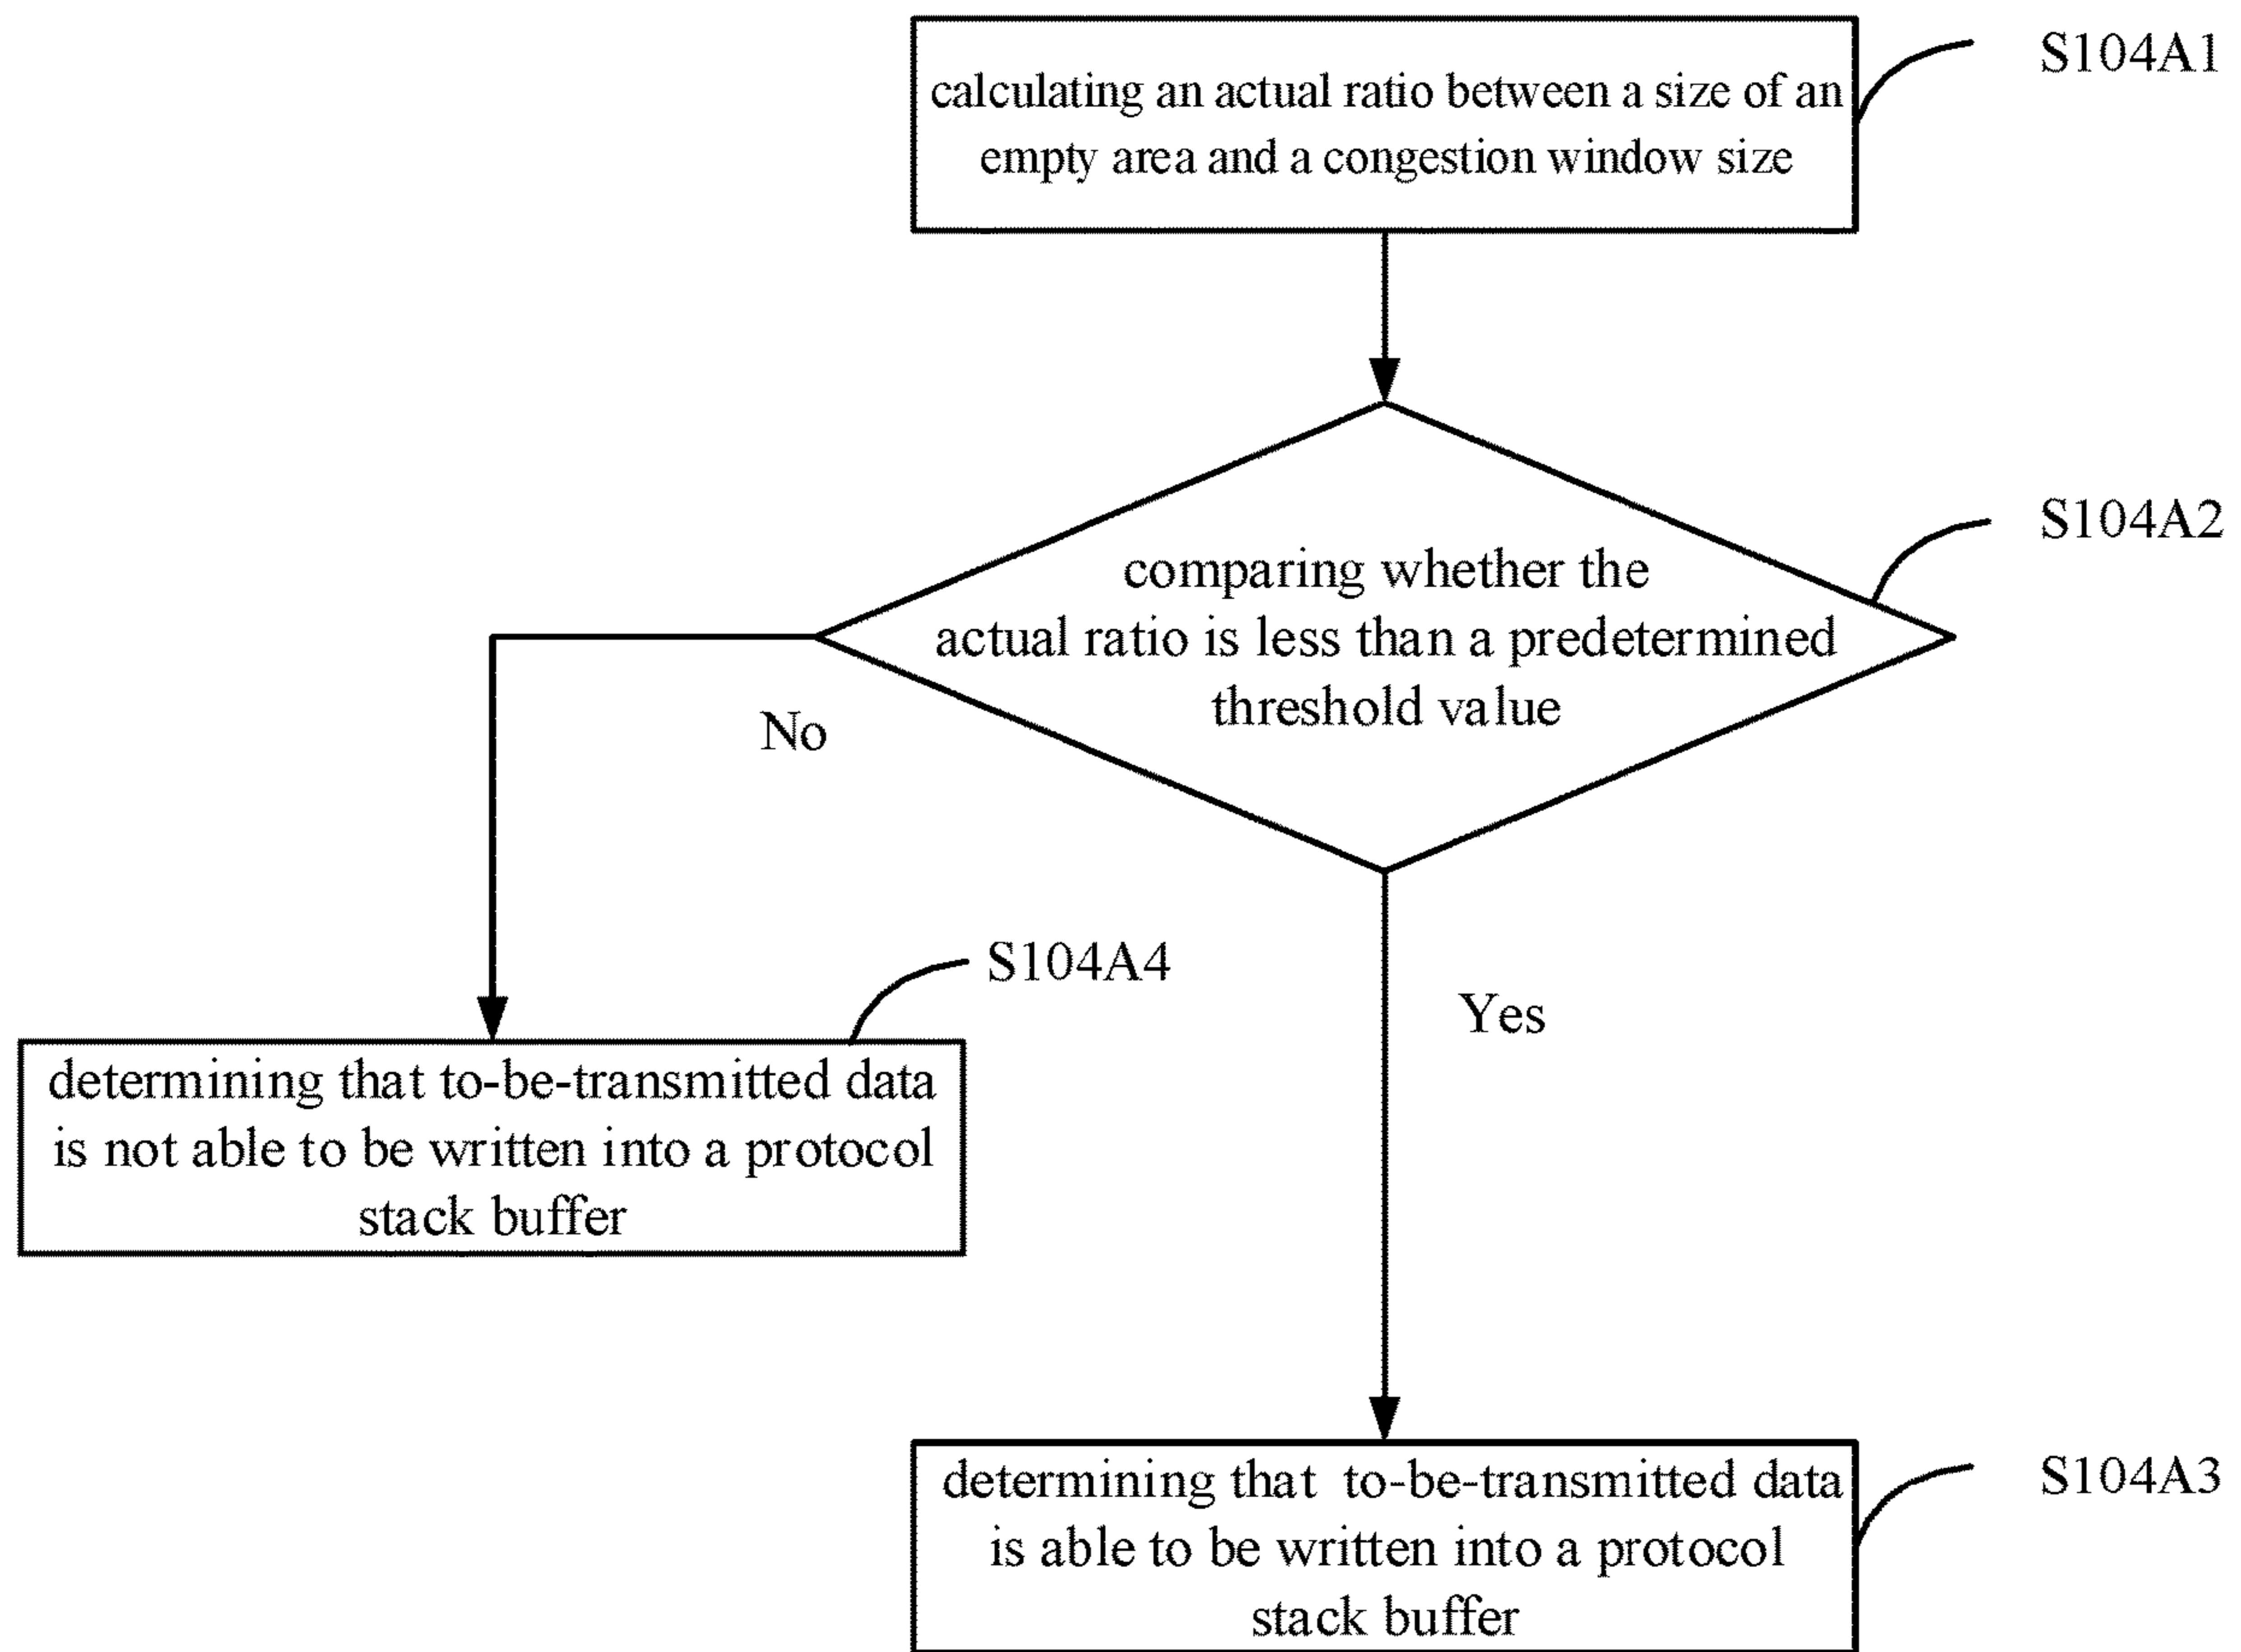 calculating an actual ratio between a size of an
empty area and a congestion window size
S104A1
comparing whether the
actual ratio is less than a predetermined
threshold value
S104A2
No
Yes
S104A4
determining that to-be-transmitted data
is not able to be written into a protocol
stack buffer
determining that to-be-transmitted data
is able to be written into a protocol
stack buffer
S104A3